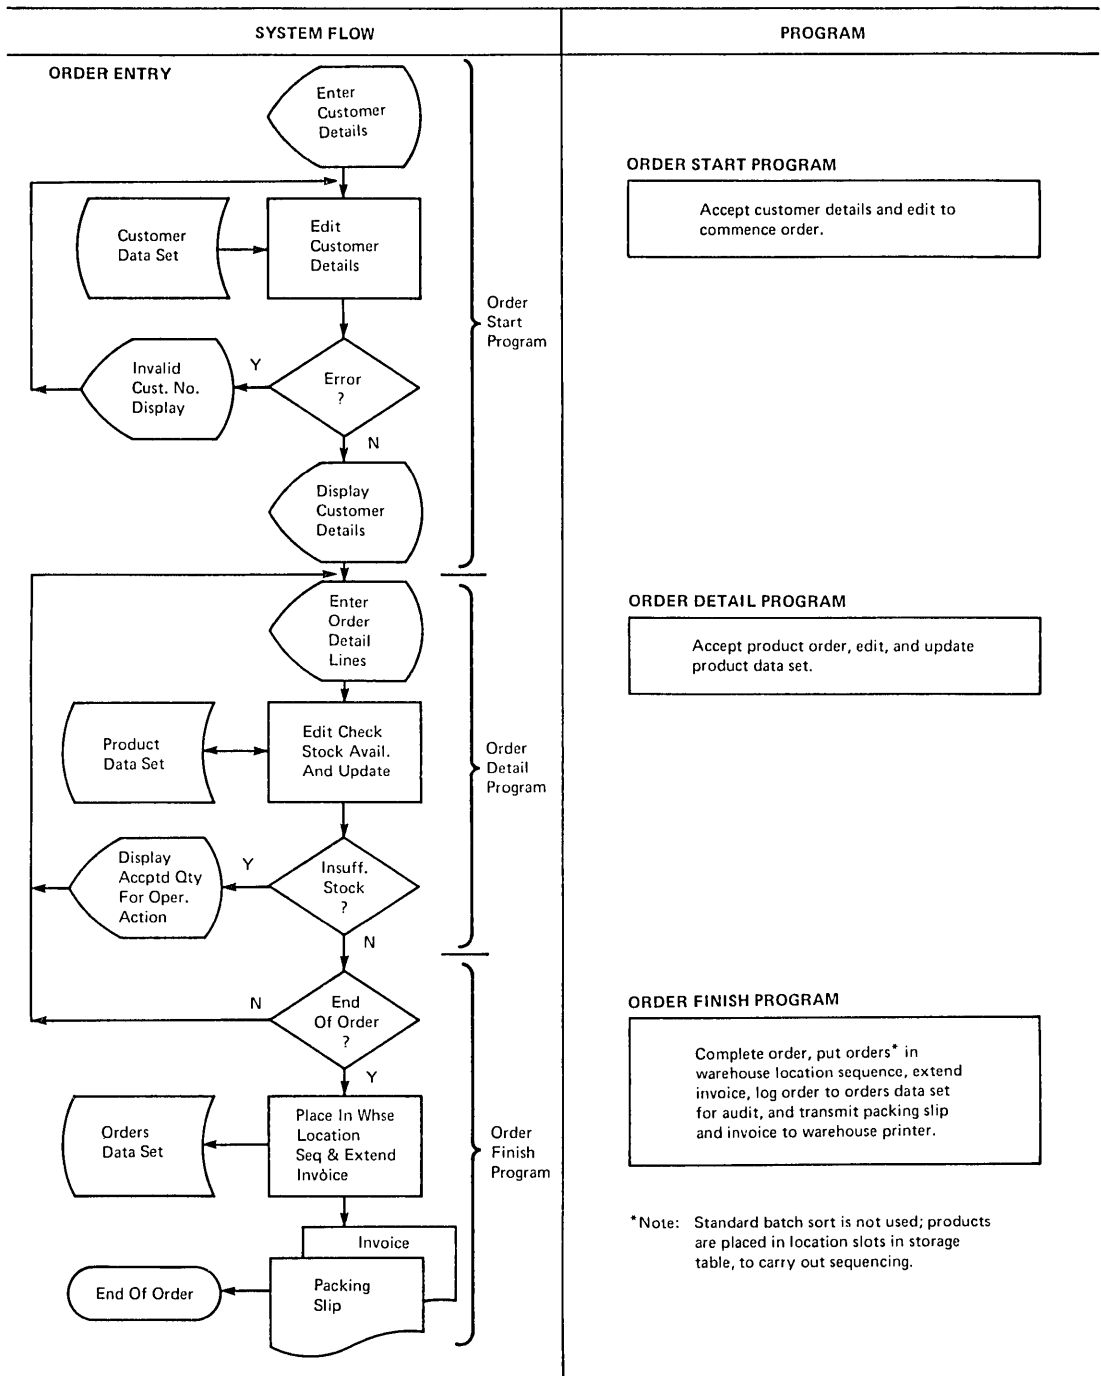 SYSTEM FLOW
PROGRAM
ORDER ENTRY
Enter
Customer
Details
Customer
Data Set
Edit
Customer
Details
Invalid
Cust. No.
Display
Y
Error
?
N
Display
Customer
Details
Order
Start
Program
ORDER START PROGRAM
Accept customer details and edit to
commence order.
Enter
Order
Detail
Lines
Product
Data Set
Edit Check
Stock Avail.
And Update
Display
Accptd Qty
For Oper.
Action
Y
Insuff.
Stock
?
N
Order
Detail
Program
ORDER DETAIL PROGRAM
Accept product order, edit, and update
product data set.
N
End
Of Order
?
Y
Orders
Data Set
Place In Whse
Location
Seq & Extend
Invoice
Invoice
Packing
Slip
End Of Order
Order
Finish
Program
ORDER FINISH PROGRAM
Complete order, put orders* in
warehouse location sequence, extend
invoice, log order to orders data set
for audit, and transmit packing slip
and invoice to warehouse printer.
*Note: Standard batch sort is not used; products
are placed in location slots in storage
table, to carry out sequencing.